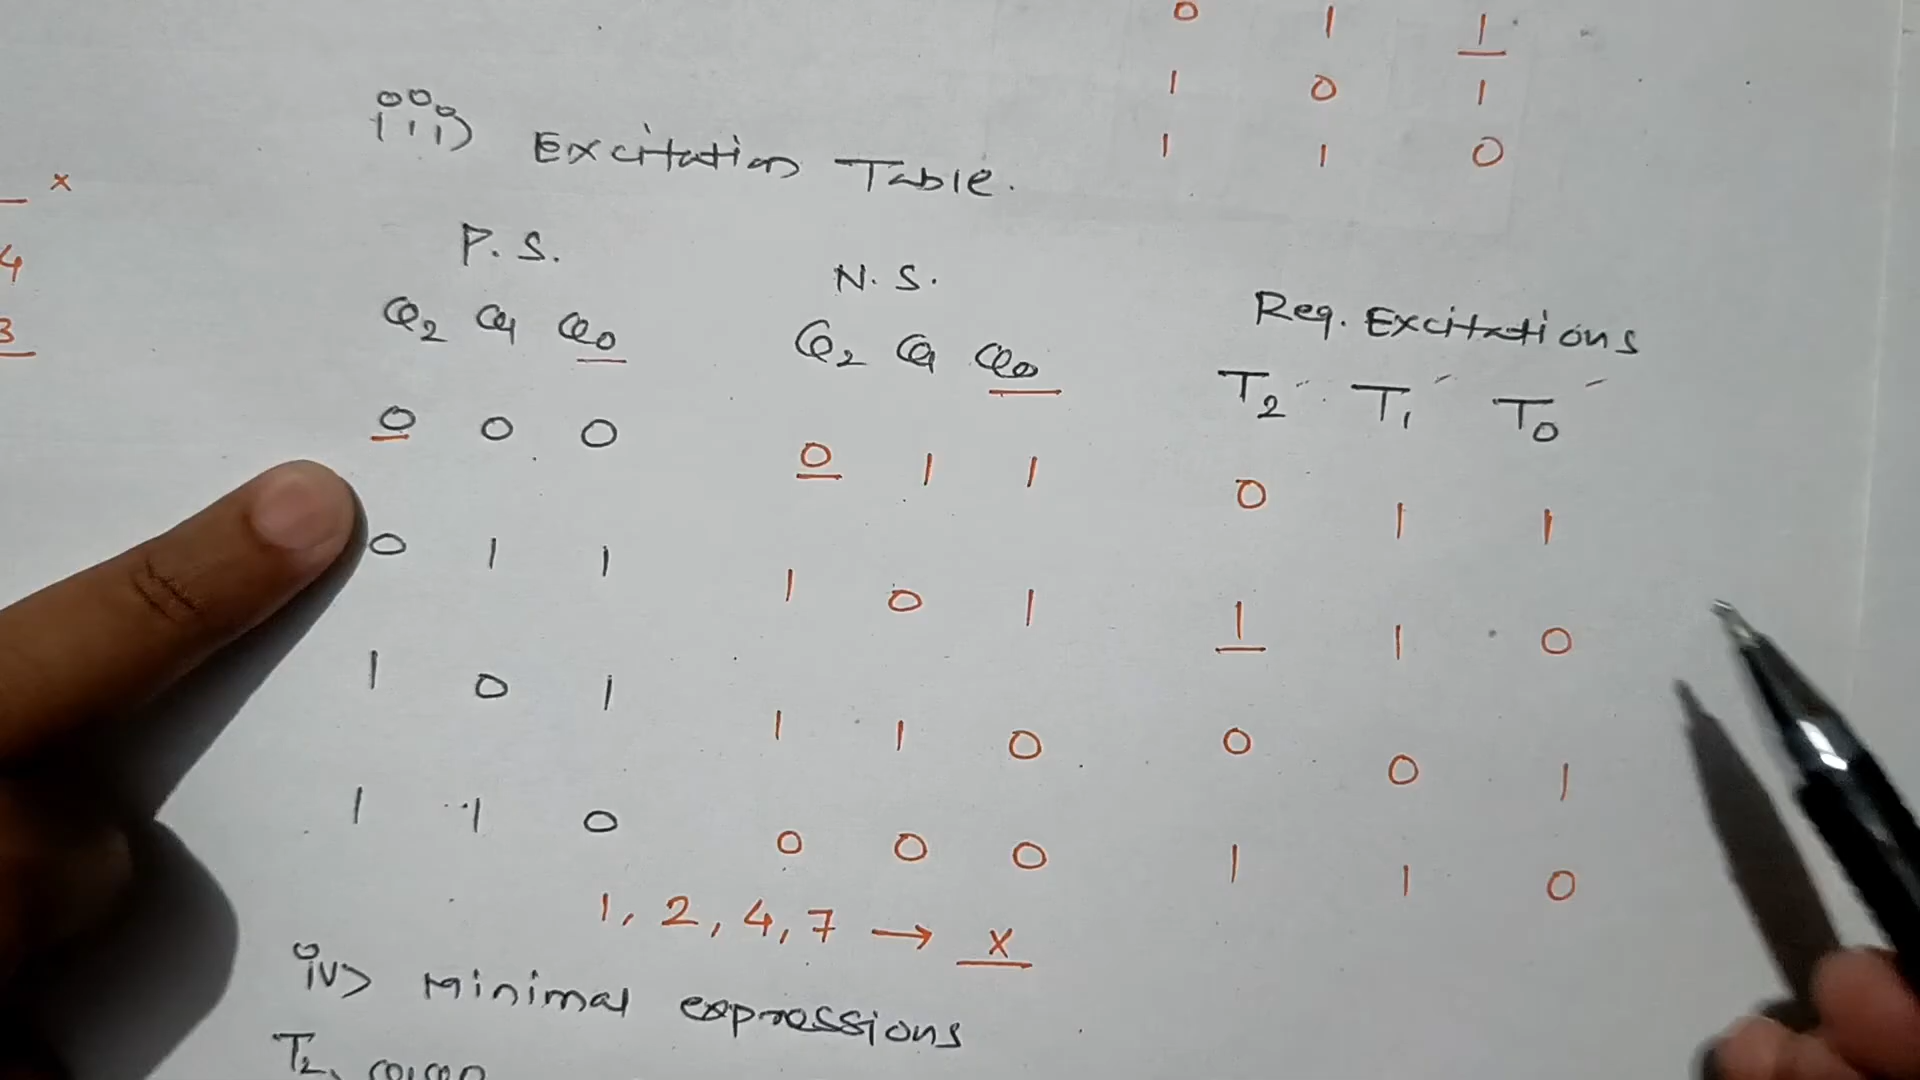 0 1 1
1 0 1
1 1 0
x
4
3
iii) Excitation Table.
P. S. N. S. Req. Excitations
Q2 Q1 Q0 Q2 Q1 Q0 T2 T1 T0
0 0 0 0 1 1 0 1 1
0 1 1 1 0 1 1 1 0
1 0 1 1 1 0 0 0 1
1 1 0 0 0 0 1 1 0
1, 2, 4, 7 → x
iv) Minimal expressions
T2